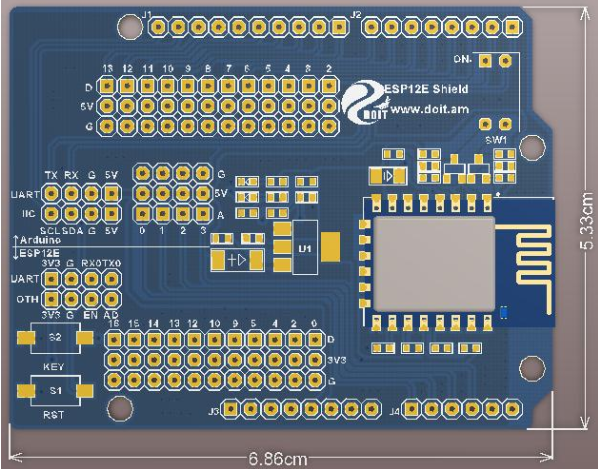 J1 J2
ON
13 12 11 10 9 8 7 6 5 4 3 2
D
5V
G
ESP12E Shield
www.doit.am
DOIT
SW1
TX RX G 5V
UART
IIC
SCL SDA G 5V
G
5V
A
0 1 2 3
U1
Arduino
ESP12E
3V3 G RX0 TX0
UART
OTH
3V3 G EN AD
S2
KEY
S1
RST
16 15 14 13 12 10 9 5 4 2 0
D
3V3
G
J3 J4
5.33cm
6.86cm